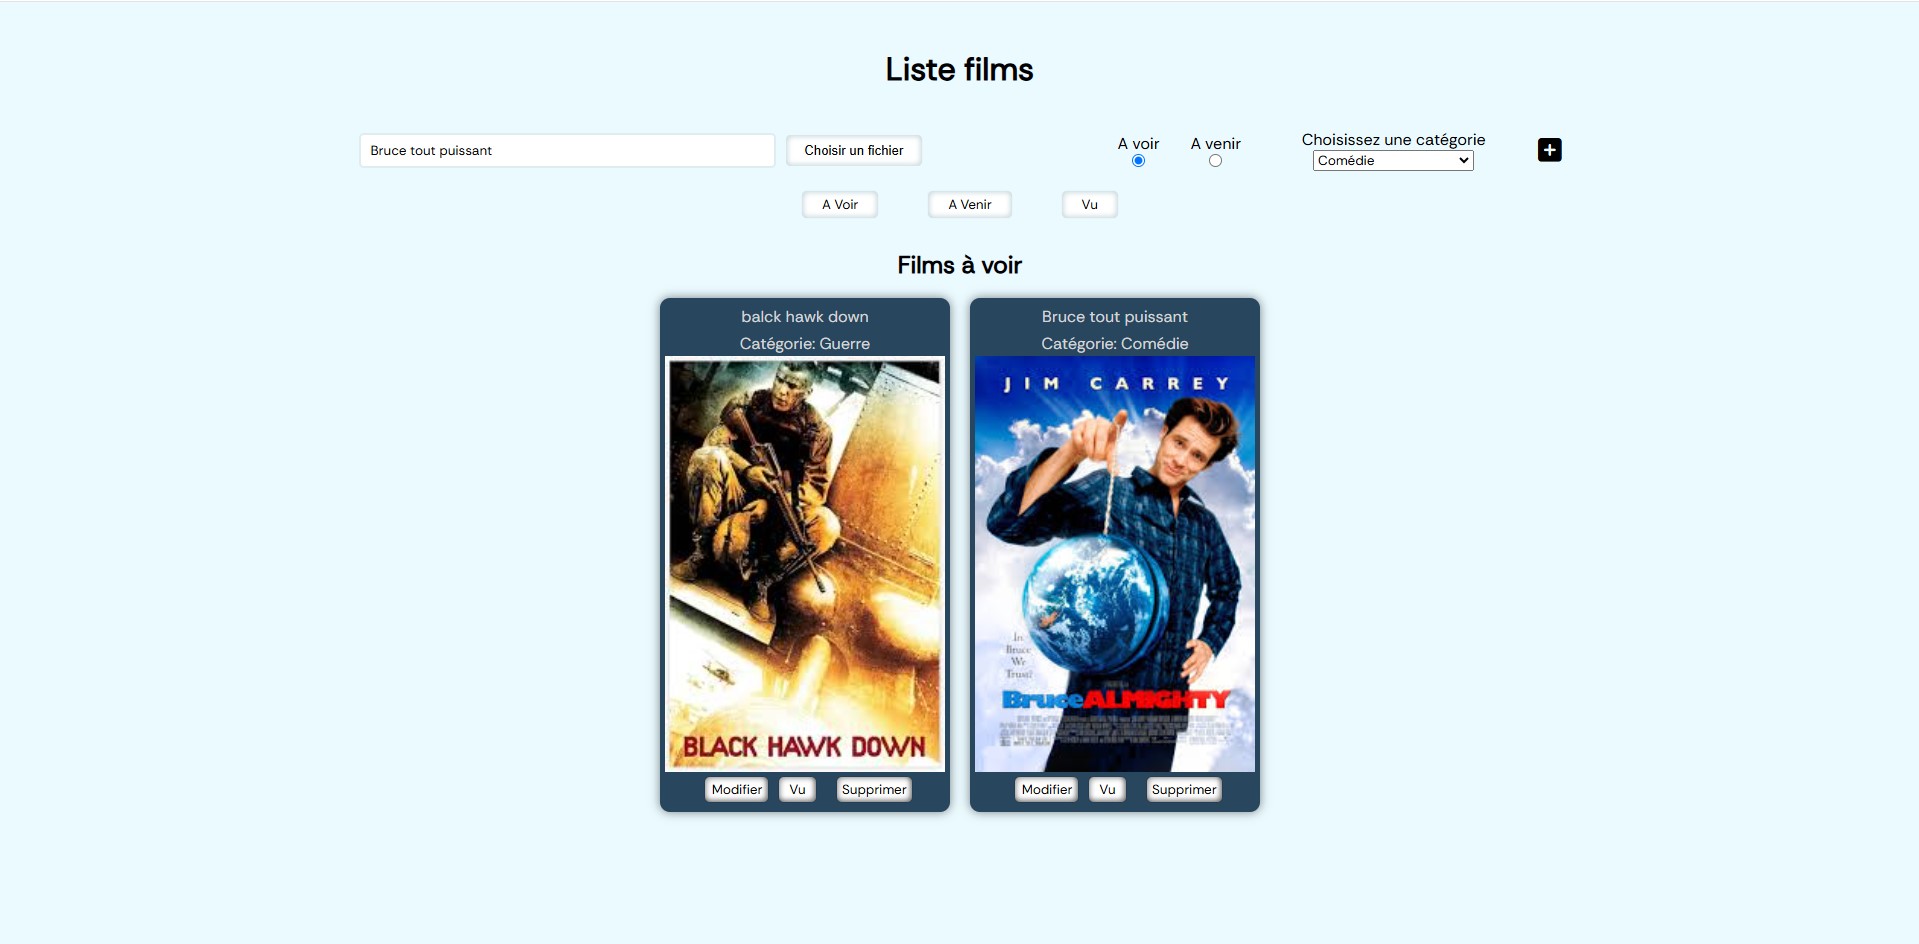 Liste films
Bruce tout puissant
Choisir un fichier
A voir
A venir
Choisissez une catégorie
Comédie
A Voir
A Venir
Vu
Films à voir
balck hawk down
Catégorie: Guerre
BLACK HAWK DOWN
Modifier
Vu
Supprimer
Bruce tout puissant
Catégorie: Comédie
JIM CARREY
In
Bruce
We
Trust?
Bruce ALMIGHTY
Modifier
Vu
Supprimer